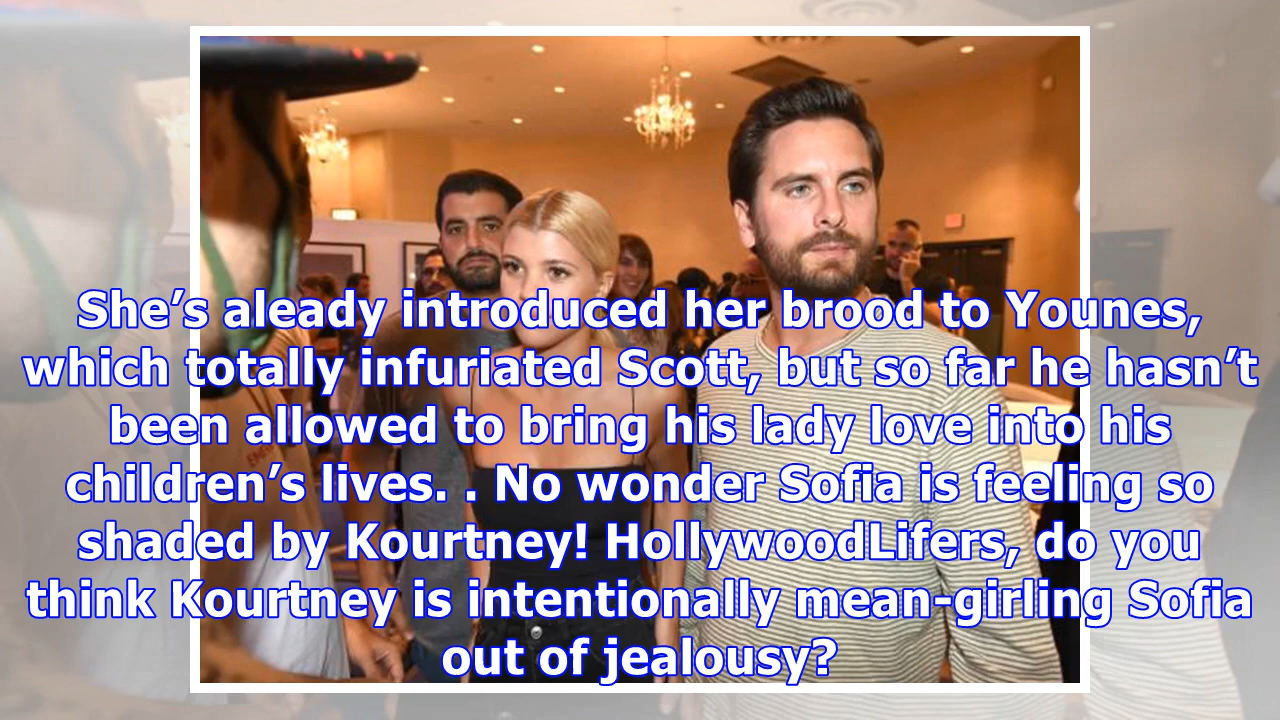 She’s aleady introduced her brood to Younes,
which totally infuriated Scott, but so far he hasn’t
been allowed to bring his lady love into his
children’s lives. . No wonder Sofia is feeling so
shaded by Kourtney! HollywoodLifers, do you
think Kourtney is intentionally mean-girling Sofia
out of jealousy?